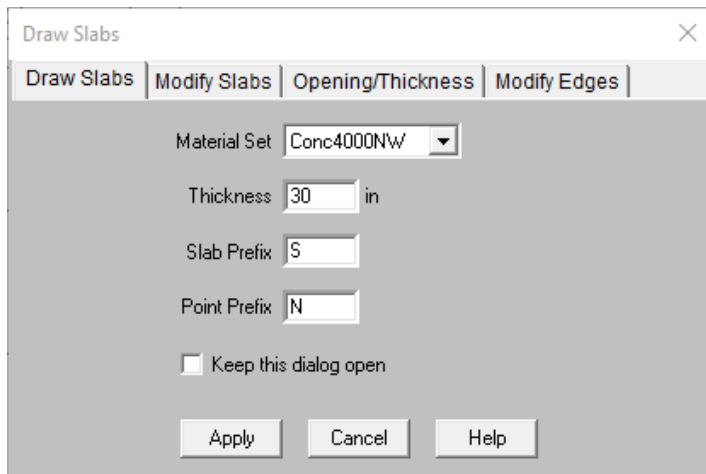 Draw Slabs
Draw Slabs Modify Slabs Opening/Thickness Modify Edges
Material Set Conc4000NW
Thickness 30 in
Slab Prefix S
Point Prefix N
Keep this dialog open
Apply Cancel Help